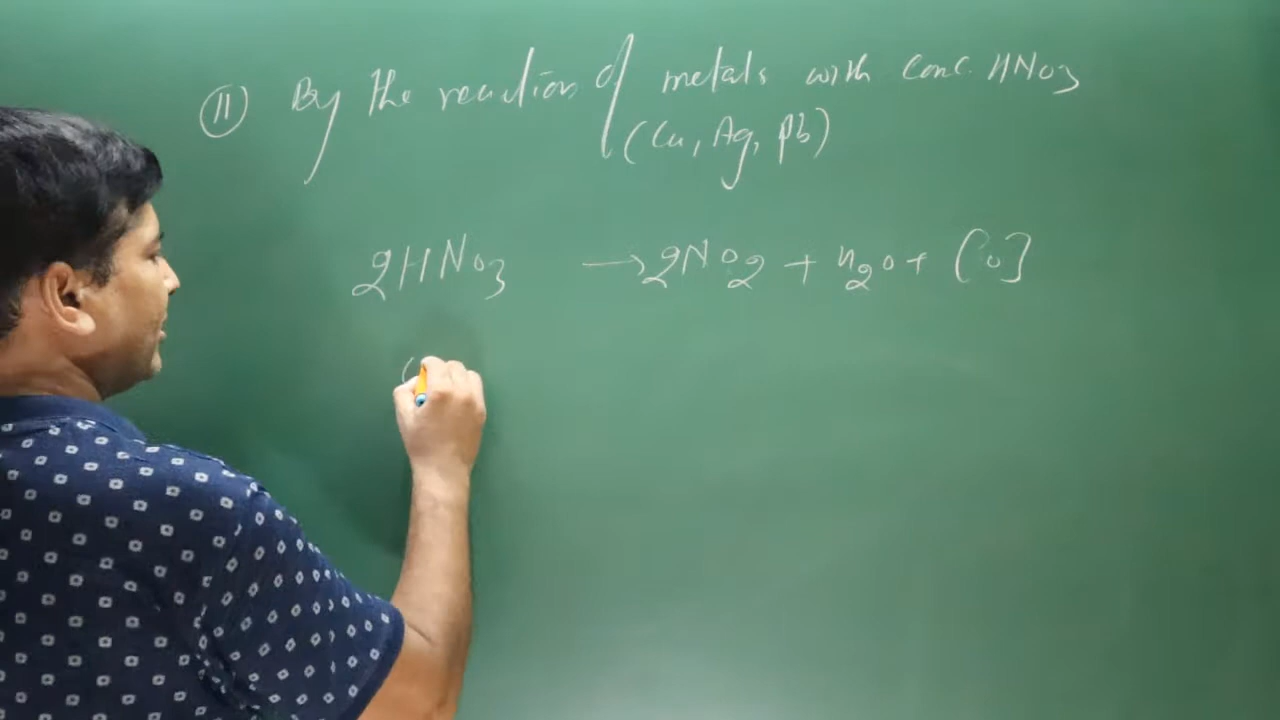 (II) By the reaction of metals with Conc. HNO3
(Cu, Ag, Pb)
2HNO3 → 2NO2 + H2O + [O]